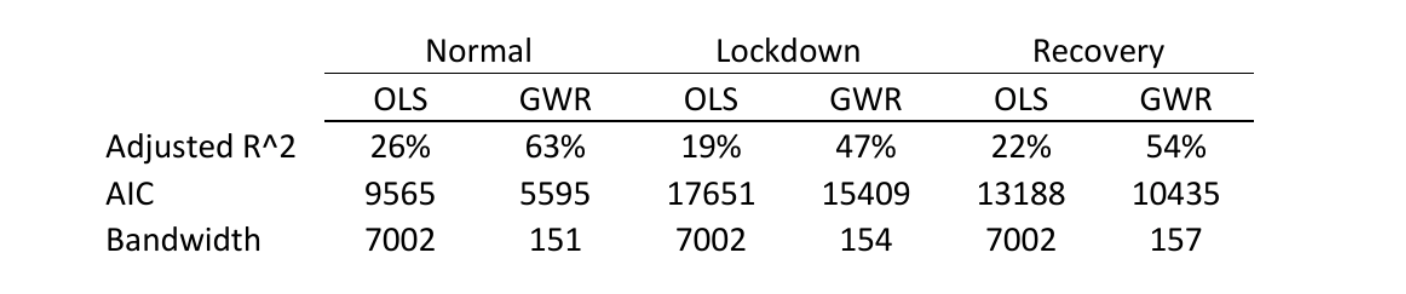 Normal Lockdown Recovery
OLS GWR OLS GWR OLS GWR
Adjusted R^2 26% 63% 19% 47% 22% 54%
AIC 9565 5595 17651 15409 13188 10435
Bandwidth 7002 151 7002 154 7002 157